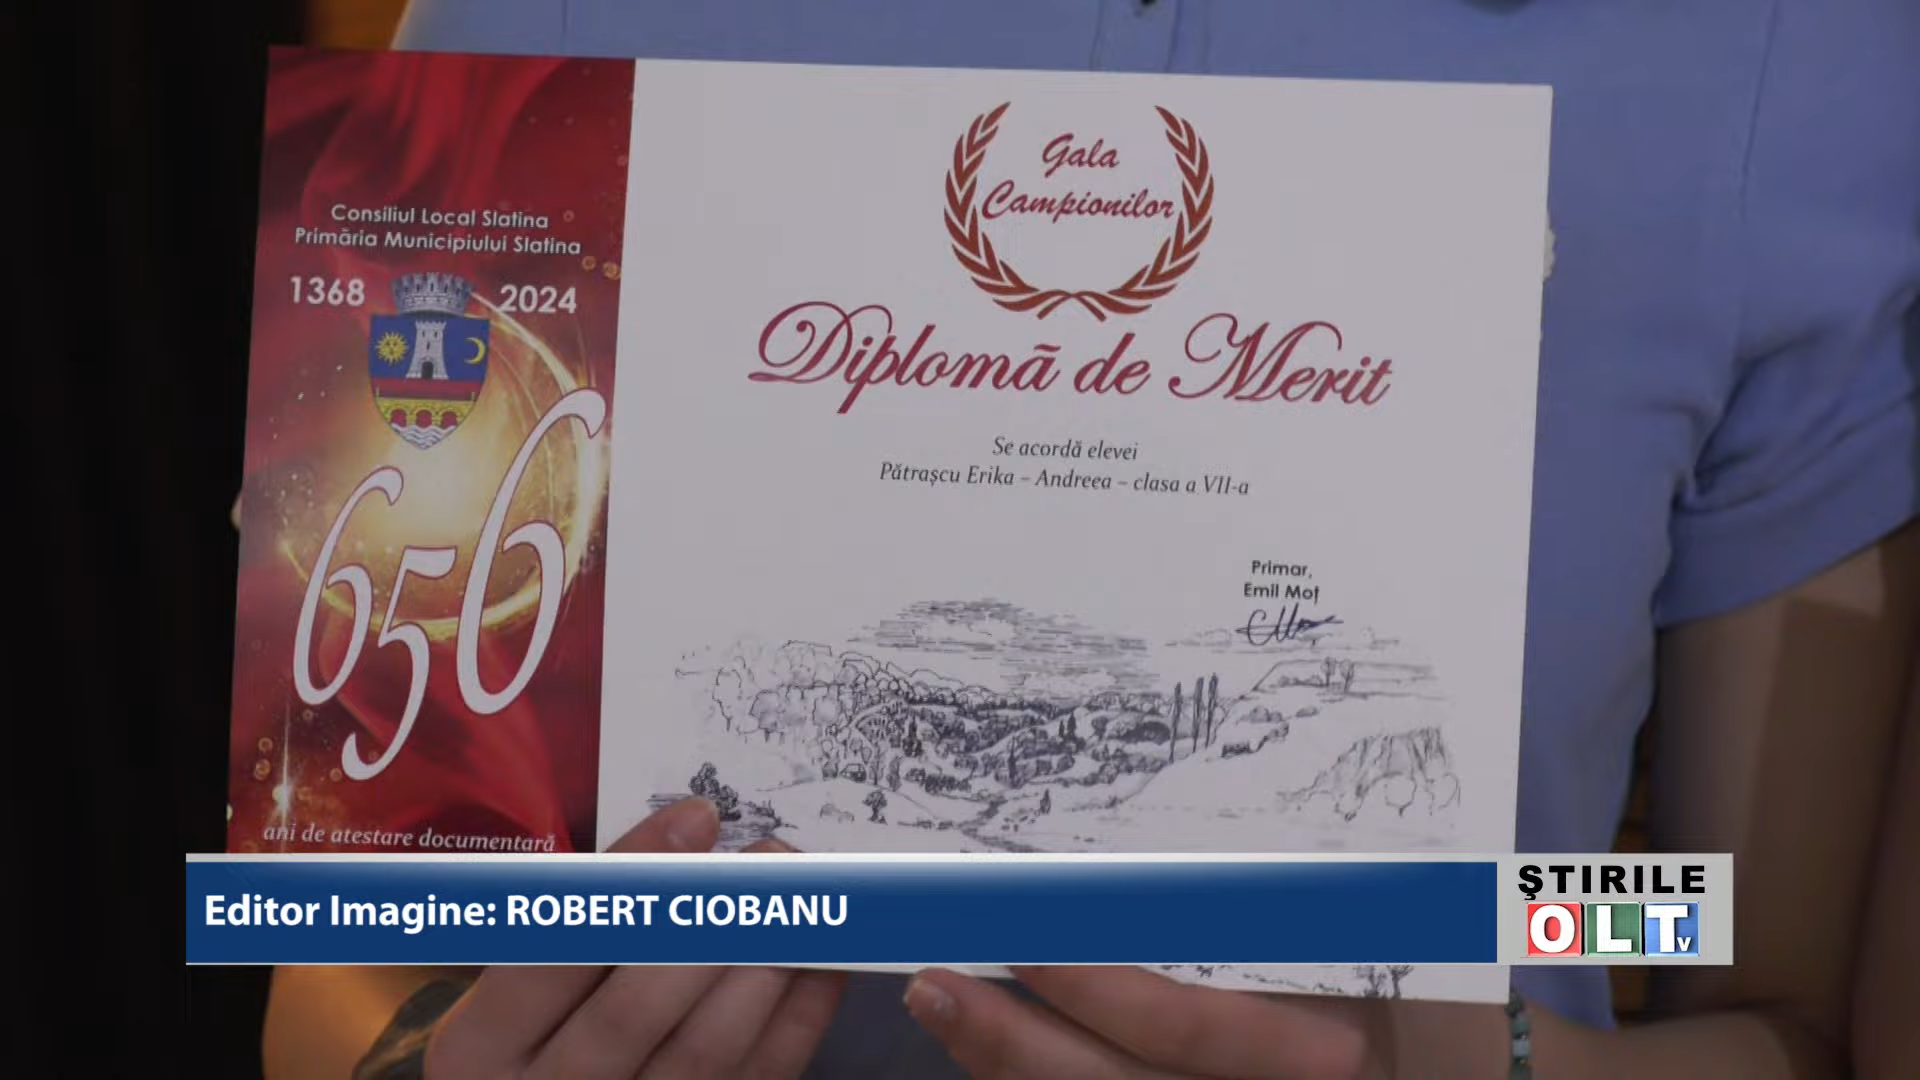 Consiliul Local Slatina
Primăria Municipiului Slatina
1368 2024
656
ani de atestare documentară
Gala
Campionilor
Diplomă de Merit
Se acordă elevei
Pătrașcu Erika – Andreea – clasa a VII-a
Primar,
Emil Moț
Editor Imagine: ROBERT CIOBANU
ŞTIRILE
OLTv